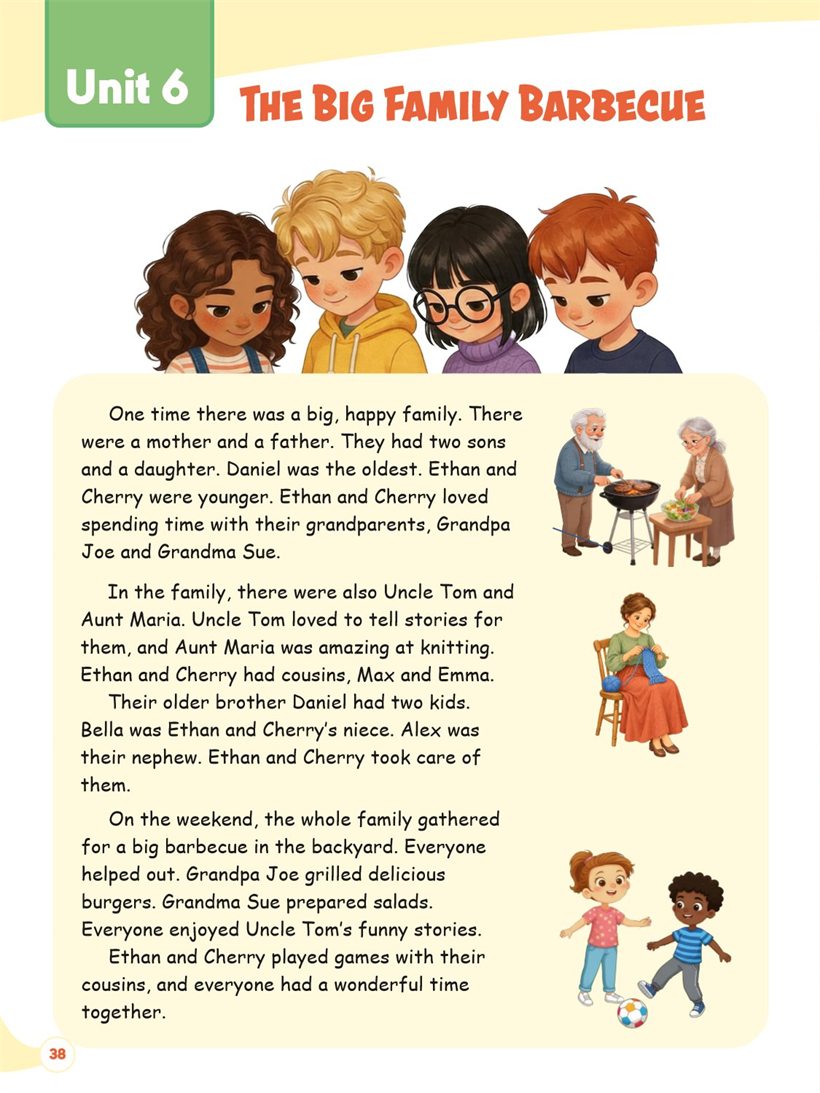 Unit 6
THE BIG FAMILY BARBECUE
One time there was a big, happy family. There
were a mother and a father. They had two sons
and a daughter. Daniel was the oldest. Ethan and
Cherry were younger. Ethan and Cherry loved
spending time with their grandparents, Grandpa
Joe and Grandma Sue.
In the family, there were also Uncle Tom and
Aunt Maria. Uncle Tom loved to tell stories for
them, and Aunt Maria was amazing at knitting.
Ethan and Cherry had cousins, Max and Emma.
Their older brother Daniel had two kids.
Bella was Ethan and Cherry's niece. Alex was
their nephew. Ethan and Cherry took care of
them.
On the weekend, the whole family gathered
for a big barbecue in the backyard. Everyone
helped out. Grandpa Joe grilled delicious
burgers. Grandma Sue prepared salads.
Everyone enjoyed Uncle Tom's funny stories.
Ethan and Cherry played games with their
cousins, and everyone had a wonderful time
together.
38